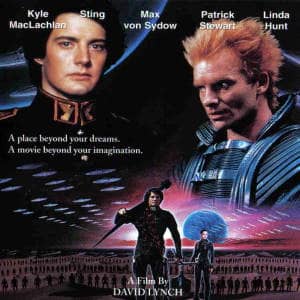 Kyle MacLachlan
Sting
Max von Sydow
Patrick Stewart
Linda Hunt
A place beyond your dreams.
A movie beyond your imagination.
A Film By
DAVID LYNCH